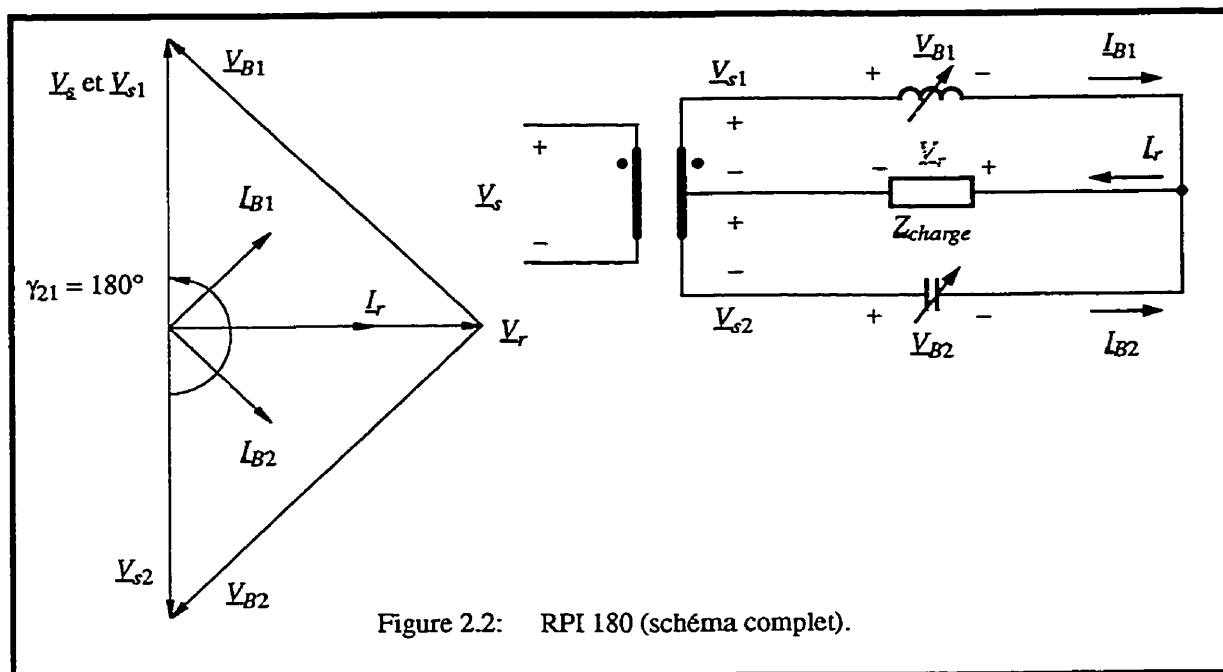 V_B1
V_s et V_s1
I_B1
γ21 = 180°
I_r
V_r
I_B2
V_s2
V_B2
V_B1
I_B1
V_s1
+
−
+
+
V_s
−
V_r
−
+
I_r
−
Z_charge
+
−
V_s2
+
−
V_B2
I_B2
Figure 2.2: RPI 180 (schéma complet).